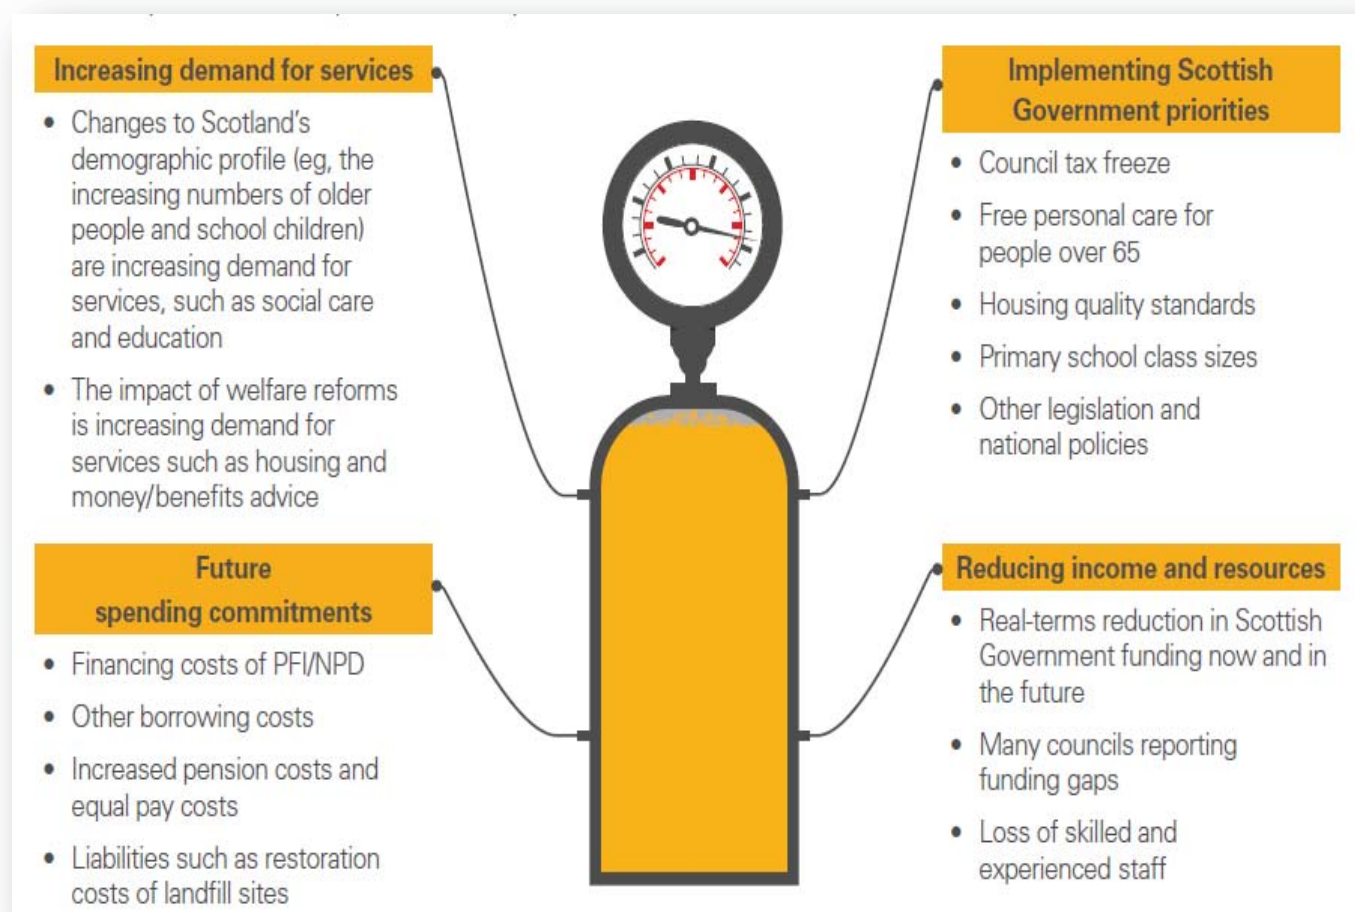 Increasing demand for services
• Changes to Scotland's
demographic profile (eg, the
increasing numbers of older
people and school children)
are increasing demand for
services, such as social care
and education
• The impact of welfare reforms
is increasing demand for
services such as housing and
money/benefits advice
Future
spending commitments
• Financing costs of PFI/NPD
• Other borrowing costs
• Increased pension costs and
equal pay costs
• Liabilities such as restoration
costs of landfill sites
Implementing Scottish
Government priorities
• Council tax freeze
• Free personal care for
people over 65
• Housing quality standards
• Primary school class sizes
• Other legislation and
national policies
Reducing income and resources
• Real-terms reduction in Scottish
Government funding now and in
the future
• Many councils reporting
funding gaps
• Loss of skilled and
experienced staff